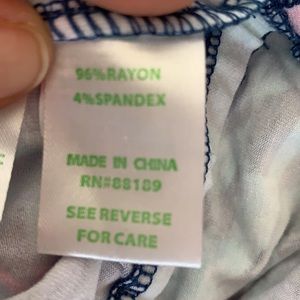 96%RAYON
4%SPANDEX
MADE IN CHINA
RN#88189
SEE REVERSE
FOR CARE